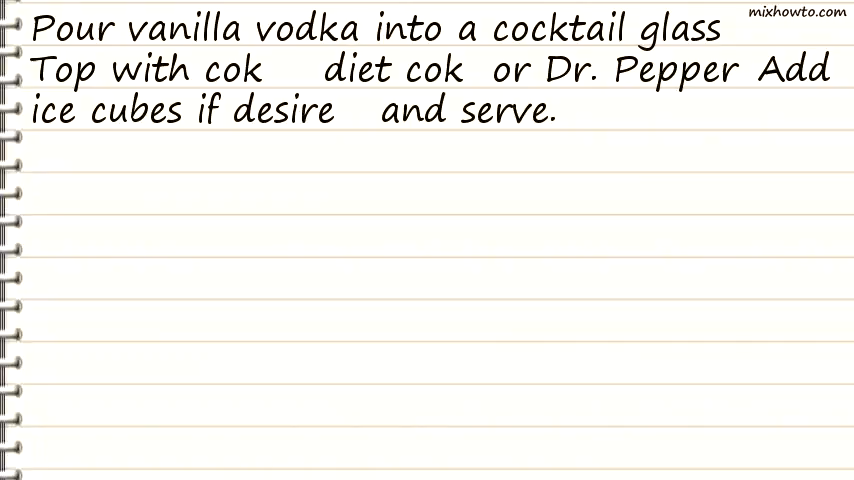 mixhowto.com
Pour vanilla vodka into a cocktail glass
Top with cok diet cok or Dr. Pepper Add
ice cubes if desire and serve.